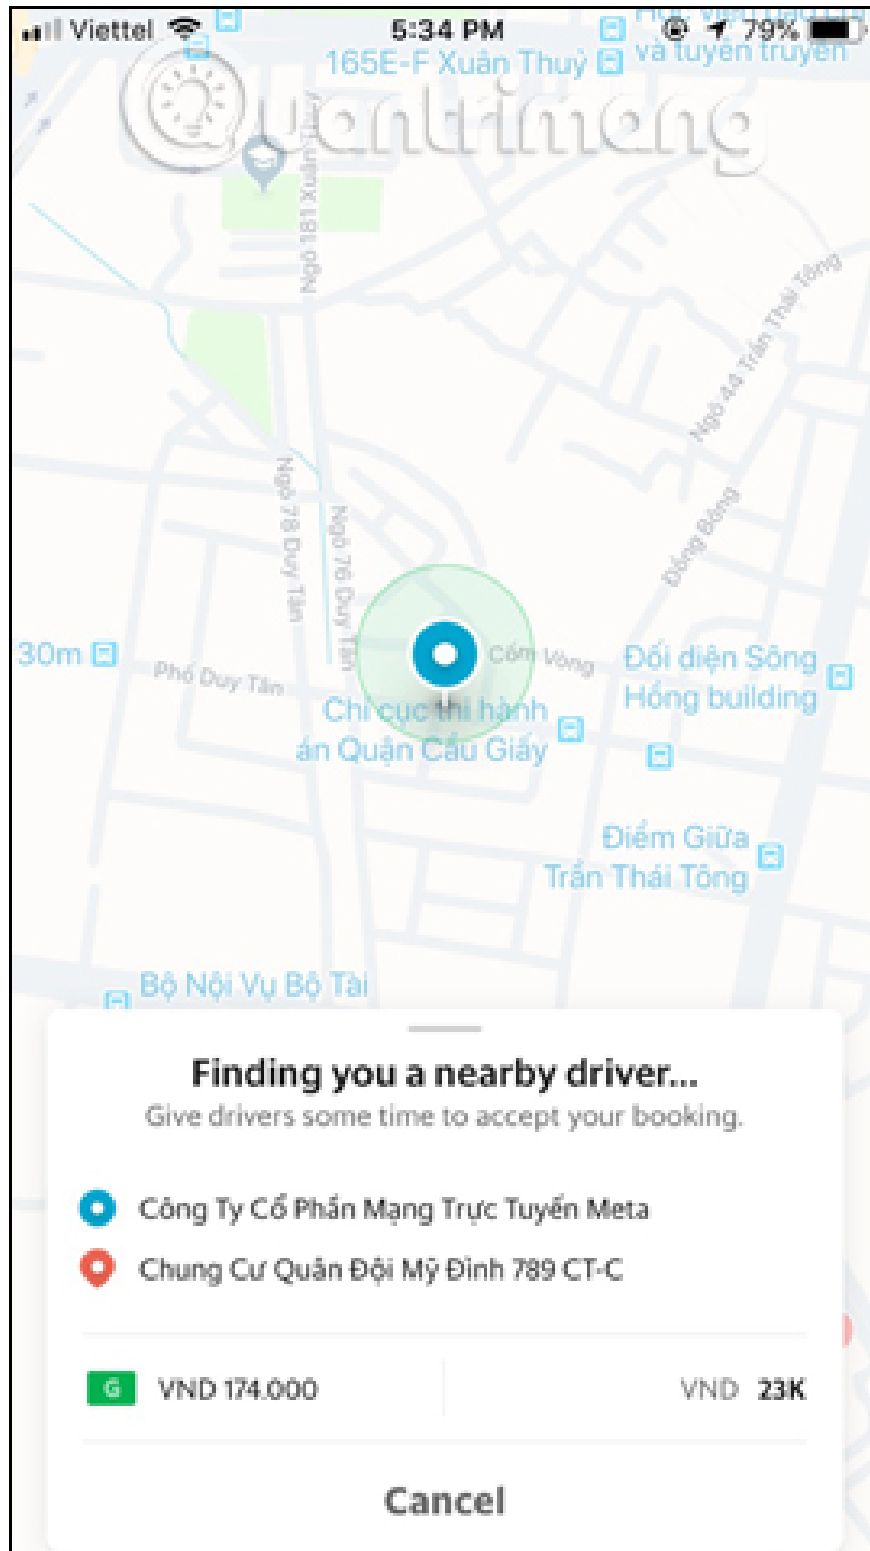 Viettel 5:34 PM 79%
165E-F Xuân Thuỷ
và tuyên truyền
Quantrimang
Ngõ 181 Xuân Thuỷ
Ngõ 44 Trần Thái Tông
Ngõ 78 Duy Tân
Ngõ 76 Duy Tân
Đồng Bông
30m
Phố Duy Tân
Cốm Vòng
Đối diện Sông
Hồng building
Chi cục thi hành
án Quận Cầu Giấy
Điểm Giữa
Trần Thái Tông
Bộ Nội Vụ Bộ Tài
Finding you a nearby driver...
Give drivers some time to accept your booking.
Công Ty Cổ Phần Mạng Trực Tuyến Meta
Chung Cư Quân Đội Mỹ Đình 789 CT-C
G VND 174.000 VND 23K
Cancel